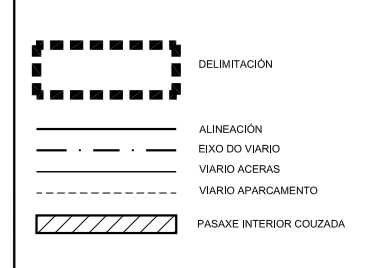 DELIMITACIÓN
ALINEACIÓN
EIXO DO VIARIO
VIARIO ACERAS
VIARIO APARCAMENTO
PASAXE INTERIOR COUZADA